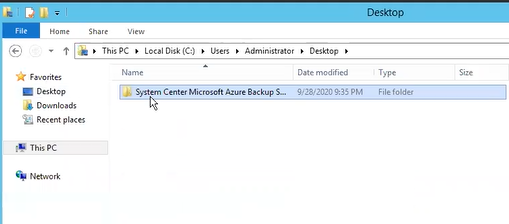 Desktop
File Home Share View
This PC Local Disk (C:) Users Administrator Desktop
Favorites
Desktop
Downloads
Recent places
This PC
Network
Name Date modified Type Size
System Center Microsoft Azure Backup S... 9/28/2020 9:35 PM File folder